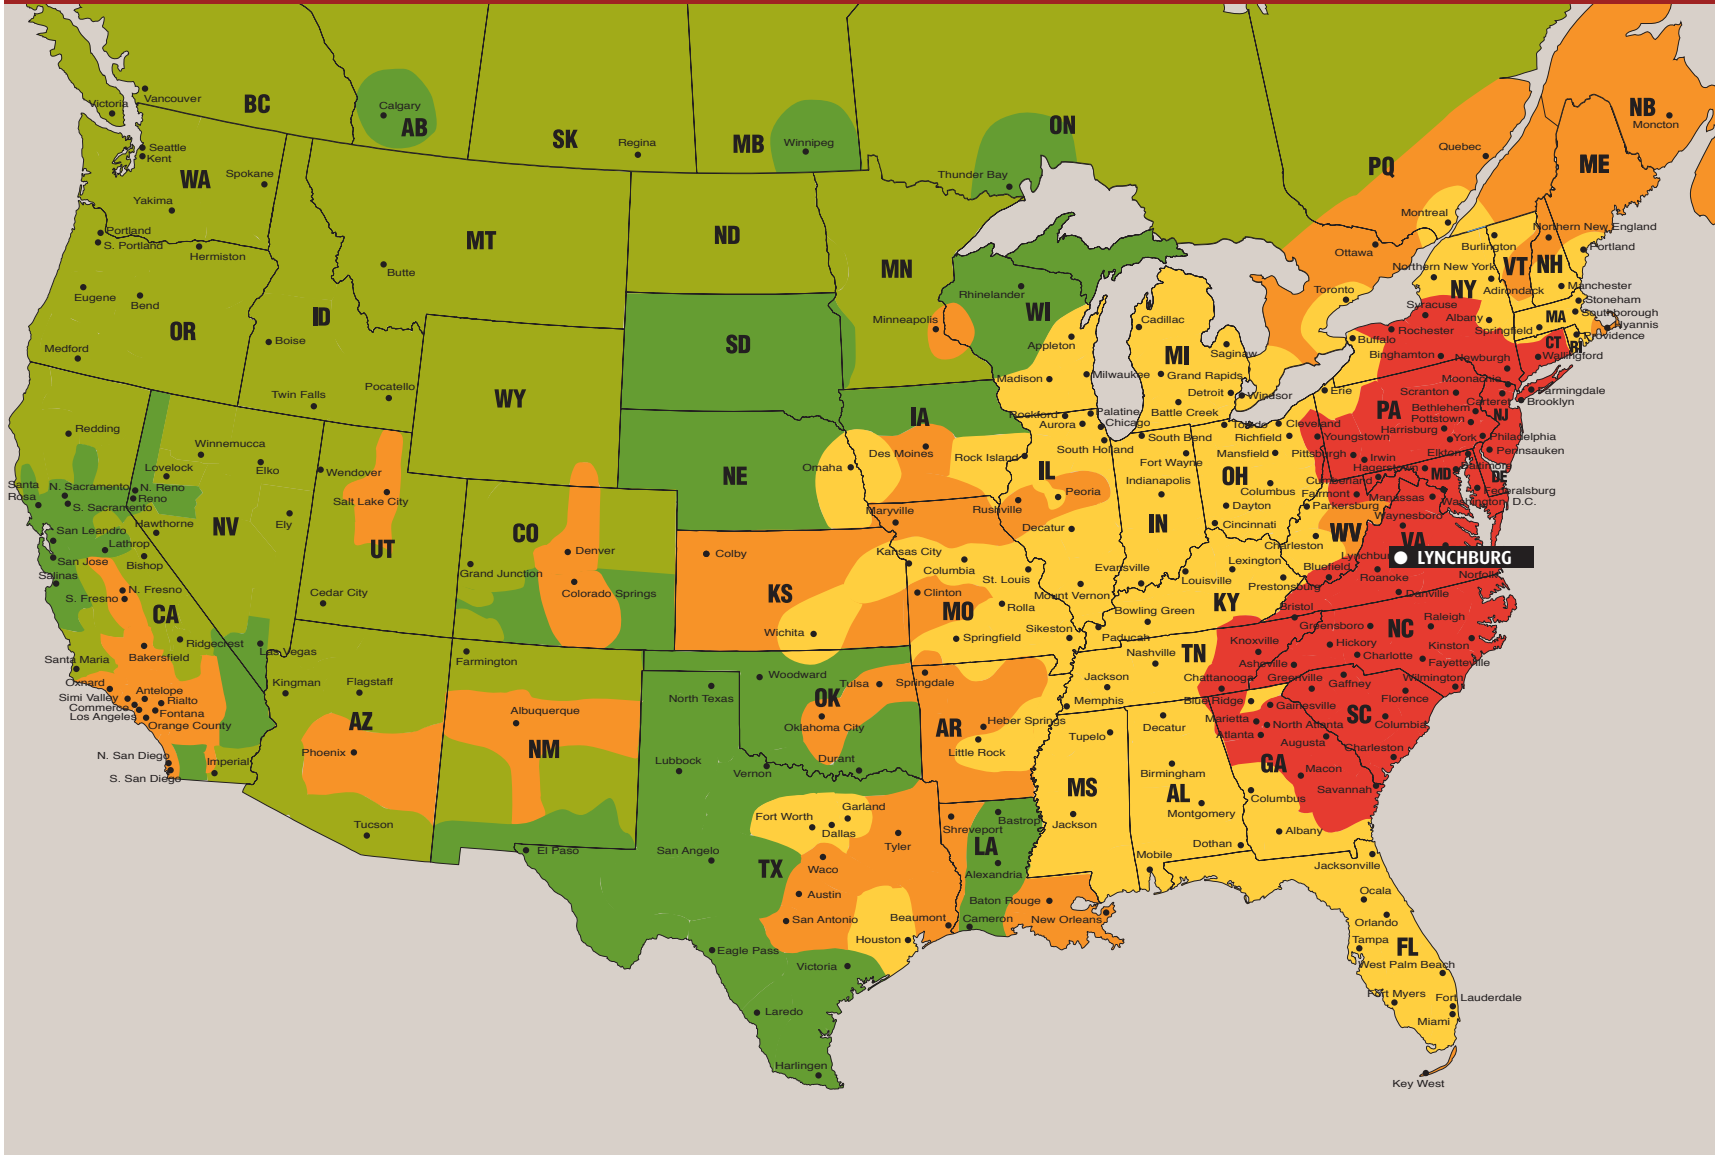 BC
Vancouver
Victoria
Calgary
AB
SK
Regina
MB
Winnipeg
ON
Thunder Bay
PQ
Quebec
Montreal
Ottawa
Toronto
Windsor
NB
Moncton
Seattle
Kent
WA
Spokane
Yakima
Portland
S. Portland
Hermiston
Eugene
Bend
OR
Medford
MT
Butte
ID
Boise
Twin Falls
Pocatello
WY
ND
SD
NE
Omaha
MN
Minneapolis
WI
Rhinelander
Appleton
Madison
Milwaukee
MI
Cadillac
Saginaw
Grand Rapids
Detroit
Battle Creek
IA
Des Moines
Rock Island
IL
Rockford
Palatine
Aurora
Chicago
South Holland
Peoria
Rushville
Decatur
Mount Vernon
IN
South Bend
Fort Wayne
Indianapolis
Evansville
OH
Toledo
Cleveland
Richfield
Youngstown
Mansfield
Columbus
Dayton
Cincinnati
ME
Northern New England
Portland
VT
NH
Burlington
Manchester
NY
Northern New York
Adirondack
Syracuse
Albany
Rochester
Buffalo
Binghamton
Newburgh
MA
Stoneham
Southborough
Hyannis
Springfield
Providence
CT
RI
Wallingford
Moonachie
Farmingdale
Brooklyn
Carteret
NJ
Pennsauken
PA
Erie
Scranton
Bethlehem
Pottstown
Harrisburg
York
Philadelphia
Pittsburgh
Irwin
MD
Elkton
Hagerstown
Baltimore
Cumberland
DE
Federalsburg
Washington D.C.
WV
Fairmont
Parkersburg
Charleston
Bluefield
VA
Manassas
Waynesboro
Lynchbu
LYNCHBURG
Roanoke
Norfolk
Danville
Bristol
KY
Lexington
Louisville
Prestonsburg
Bowling Green
Paducah
TN
Nashville
Knoxville
Chattanooga
Jackson
Memphis
NC
Greensboro
Raleigh
Hickory
Kinston
Charlotte
Fayetteville
Asheville
Wilmington
SC
Greenville
Gaffney
Florence
Columbia
Charleston
GA
Blue Ridge
Gainesville
Marietta
North Atlanta
Atlanta
Augusta
Macon
Savannah
Columbus
Albany
FL
Jacksonville
Ocala
Orlando
Tampa
West Palm Beach
Fort Myers
Fort Lauderdale
Miami
Key West
AL
Decatur
Birmingham
Montgomery
Dothan
Mobile
MS
Tupelo
Jackson
LA
Shreveport
Bastrop
Alexandria
Baton Rouge
Cameron
New Orleans
AR
Springdale
Heber Springs
Little Rock
MO
Maryville
Kansas City
Columbia
St. Louis
Clinton
Rolla
Springfield
Sikeston
KS
Colby
Wichita
OK
Woodward
Tulsa
Oklahoma City
Durant
TX
North Texas
Lubbock
Vernon
Fort Worth
Garland
Dallas
Tyler
Waco
El Paso
San Angelo
Austin
San Antonio
Beaumont
Houston
Eagle Pass
Victoria
Laredo
Harlingen
CO
Denver
Grand Junction
Colorado Springs
NM
Farmington
Albuquerque
AZ
Kingman
Flagstaff
Phoenix
Tucson
UT
Wendover
Salt Lake City
Cedar City
NV
Winnemucca
Lovelock
Elko
N. Reno
Reno
Ely
Hawthorne
Las Vegas
CA
Redding
Santa
Rosa
N. Sacramento
S. Sacramento
San Leandro
Lathrop
San Jose
Bishop
Salinas
N. Fresno
S. Fresno
Ridgecrest
Bakersfield
Santa Maria
Oxnard
Antelope
Simi Valley
Rialto
Commerce
Fontana
Los Angeles
Orange County
N. San Diego
Imperial
S. San Diego